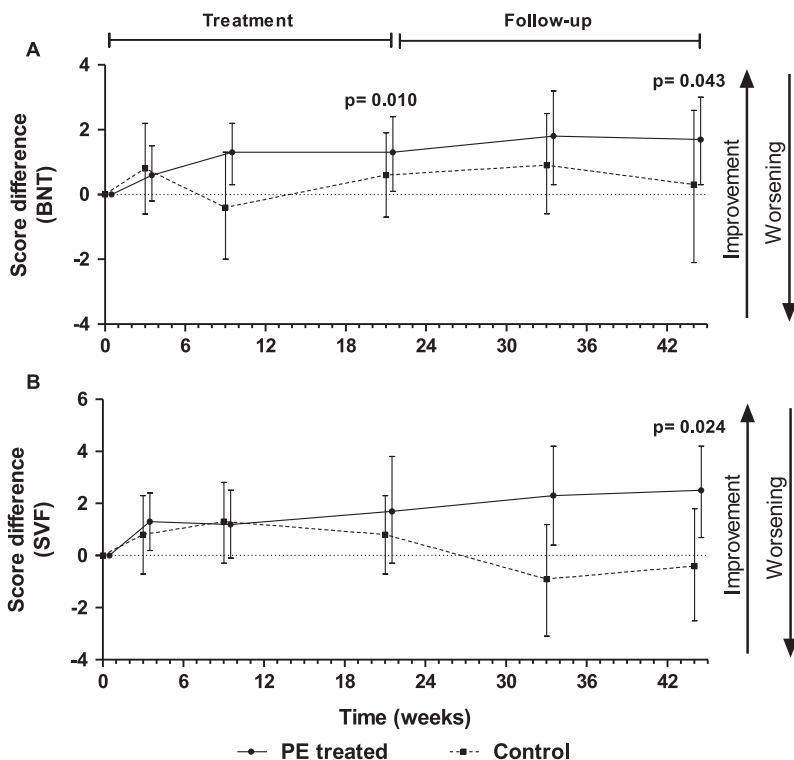 Treatment
Follow-up
A
4
2
0
-2
-4
Score difference
(BNT)
p= 0.010
p= 0.043
0 6 12 18 24 30 36 42
Improvement
Worsening
B
6
4
2
0
-2
-4
Score difference
(SVF)
p= 0.024
0 6 12 18 24 30 36 42
Improvement
Worsening
Time (weeks)
PE treated
Control